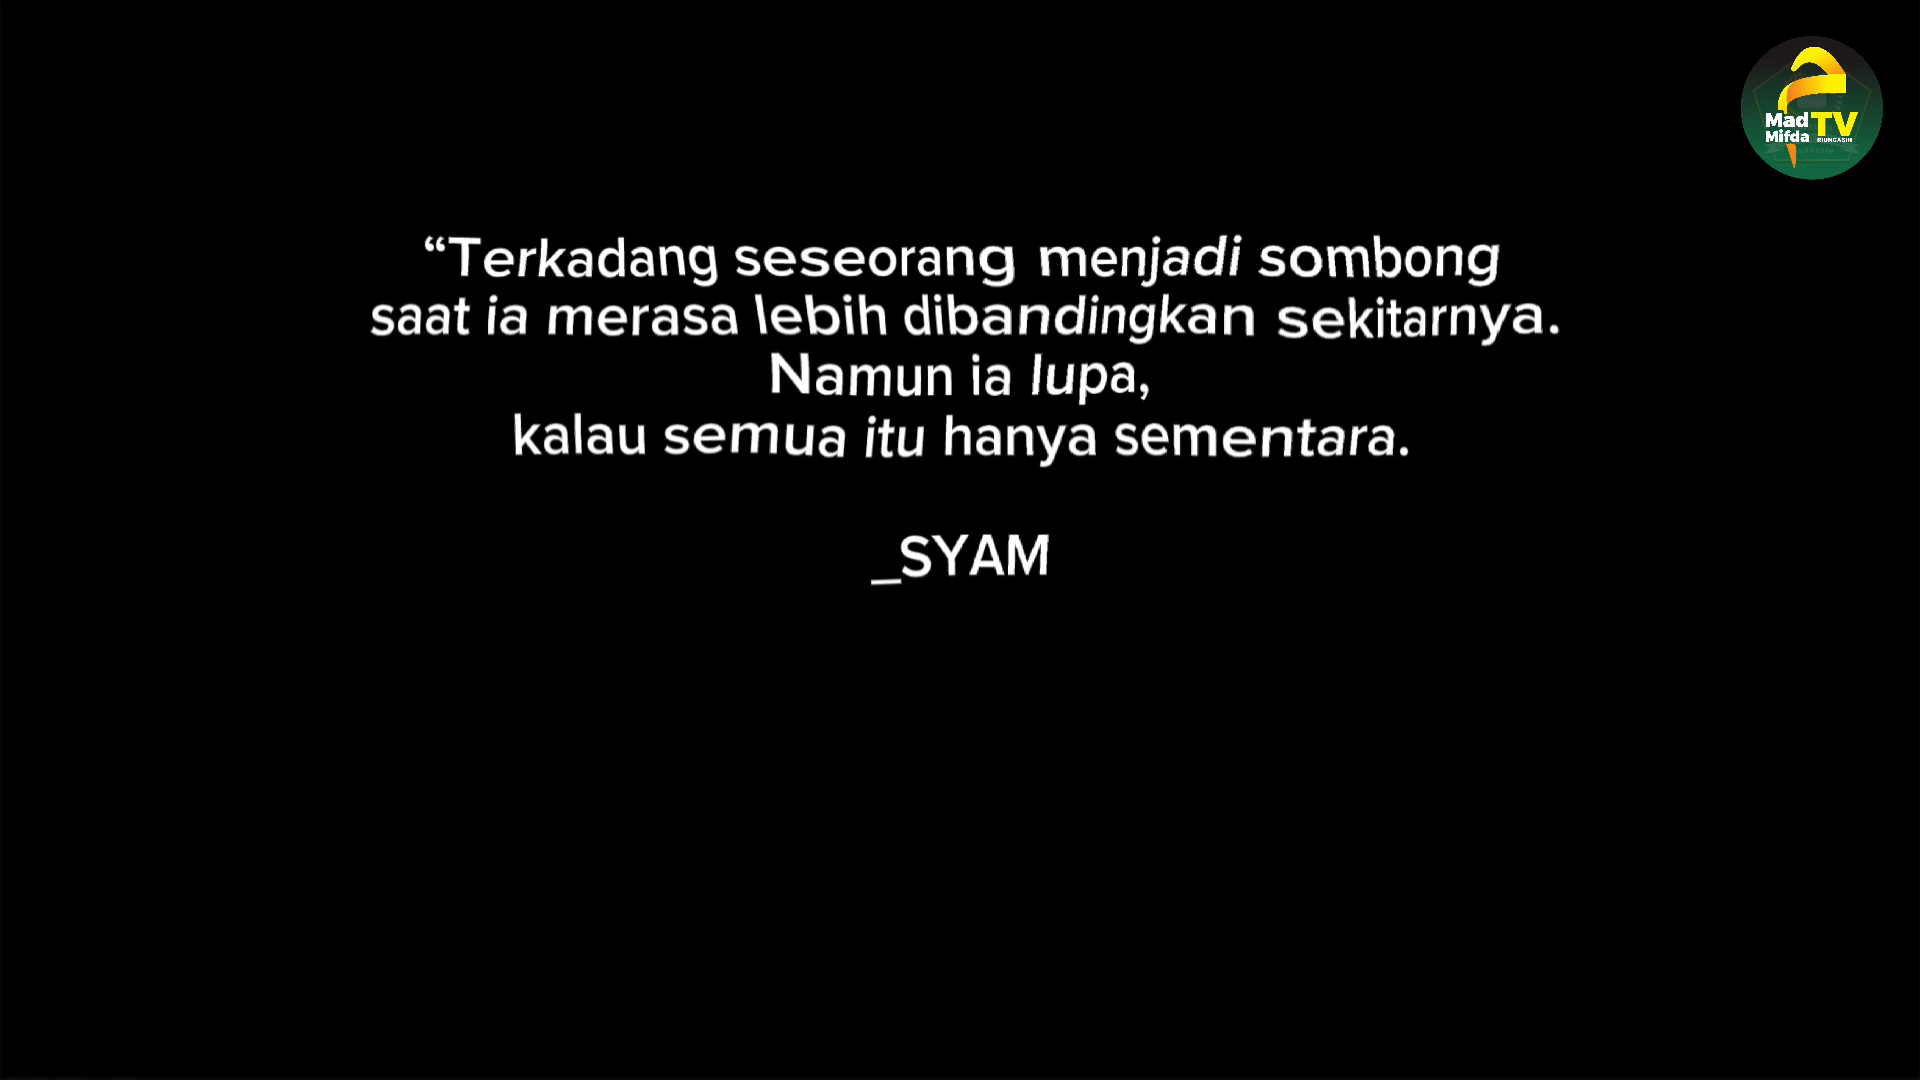 Mad TV
Mifda RIUNGASIH
“Terkadang seseorang menjadi sombong
saat ia merasa lebih dibandingkan sekitarnya.
Namun ia lupa,
kalau semua itu hanya sementara.
_SYAM